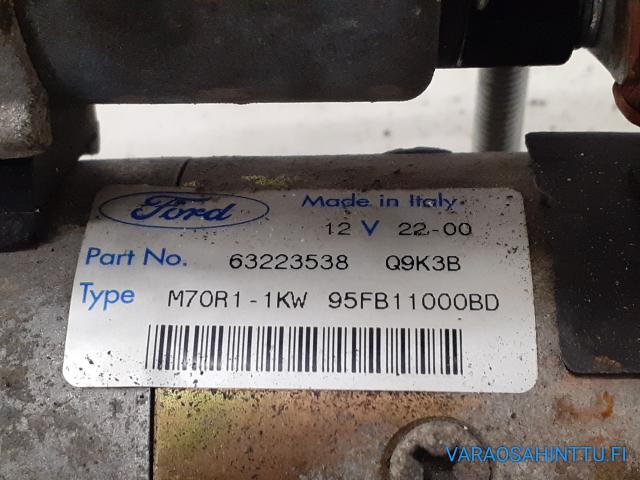 Ford Made in Italy
12 V 22-00
Part No. 63223538 Q9K3B
Type M70R1-1KW 95FB11000BD
VARAOSAHINTTU.FI